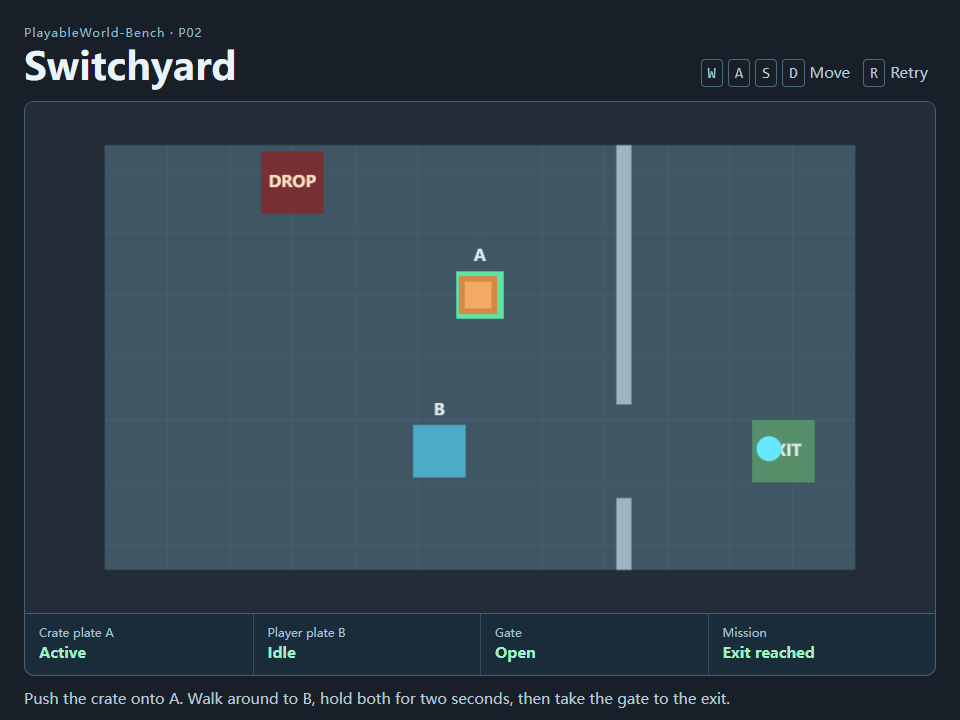 PlayableWorld-Bench · P02
Switchyard
W A S D Move R Retry
DROP
A
B
XIT
Crate plate A
Active
Player plate B
Idle
Gate
Open
Mission
Exit reached
Push the crate onto A. Walk around to B, hold both for two seconds, then take the gate to the exit.